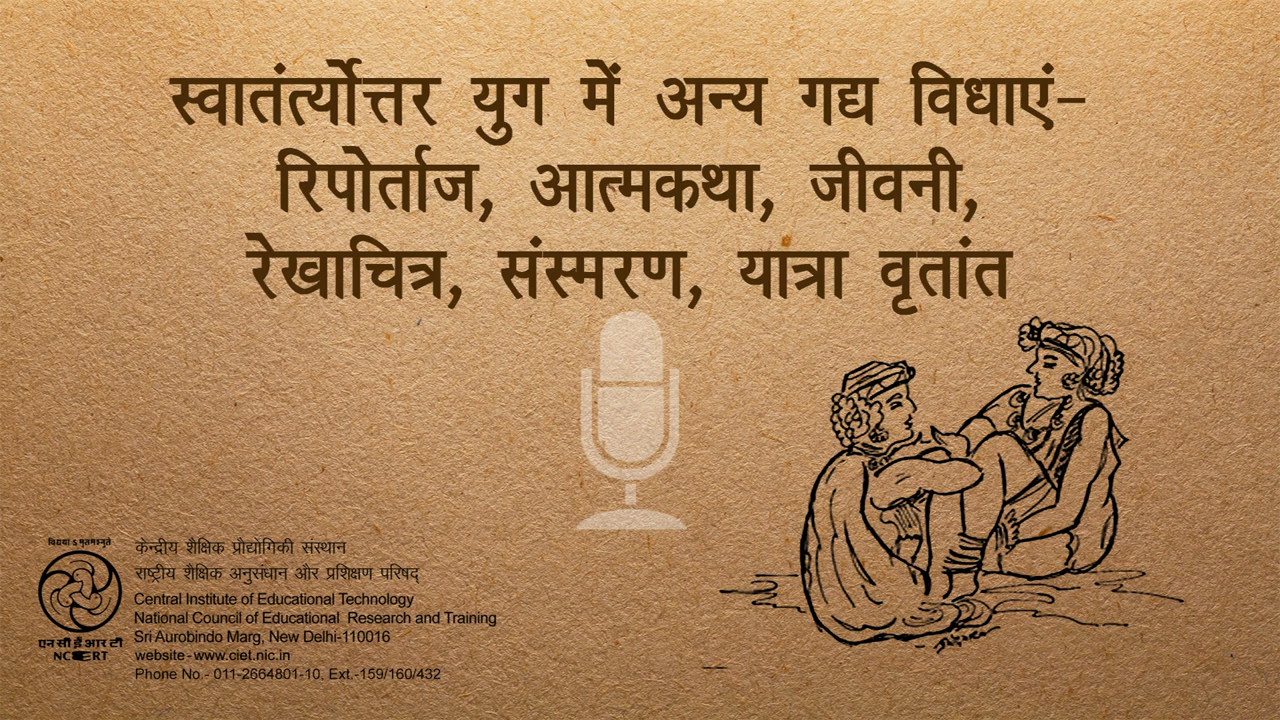 स्वातंर्त्योत्तर युग में अन्य गद्य विधाएं-
रिपोर्ताज, आत्मकथा, जीवनी,
रेखाचित्र, संस्मरण, यात्रा वृतांत
विद्यया ऽ मृतमश्नुते
एन सी ई आर टी
NCERT
केन्द्रीय शैक्षिक प्रौद्योगिकी संस्थान
राष्ट्रीय शैक्षिक अनुसंधान और प्रशिक्षण परिषद्
Central Institute of Educational Technology
National Council of Educational Research and Training
Sri Aurobindo Marg, New Delhi-110016
website-www.ciet.nic.in
Phone No.- 011-2664801-10, Ext.-159/160/432